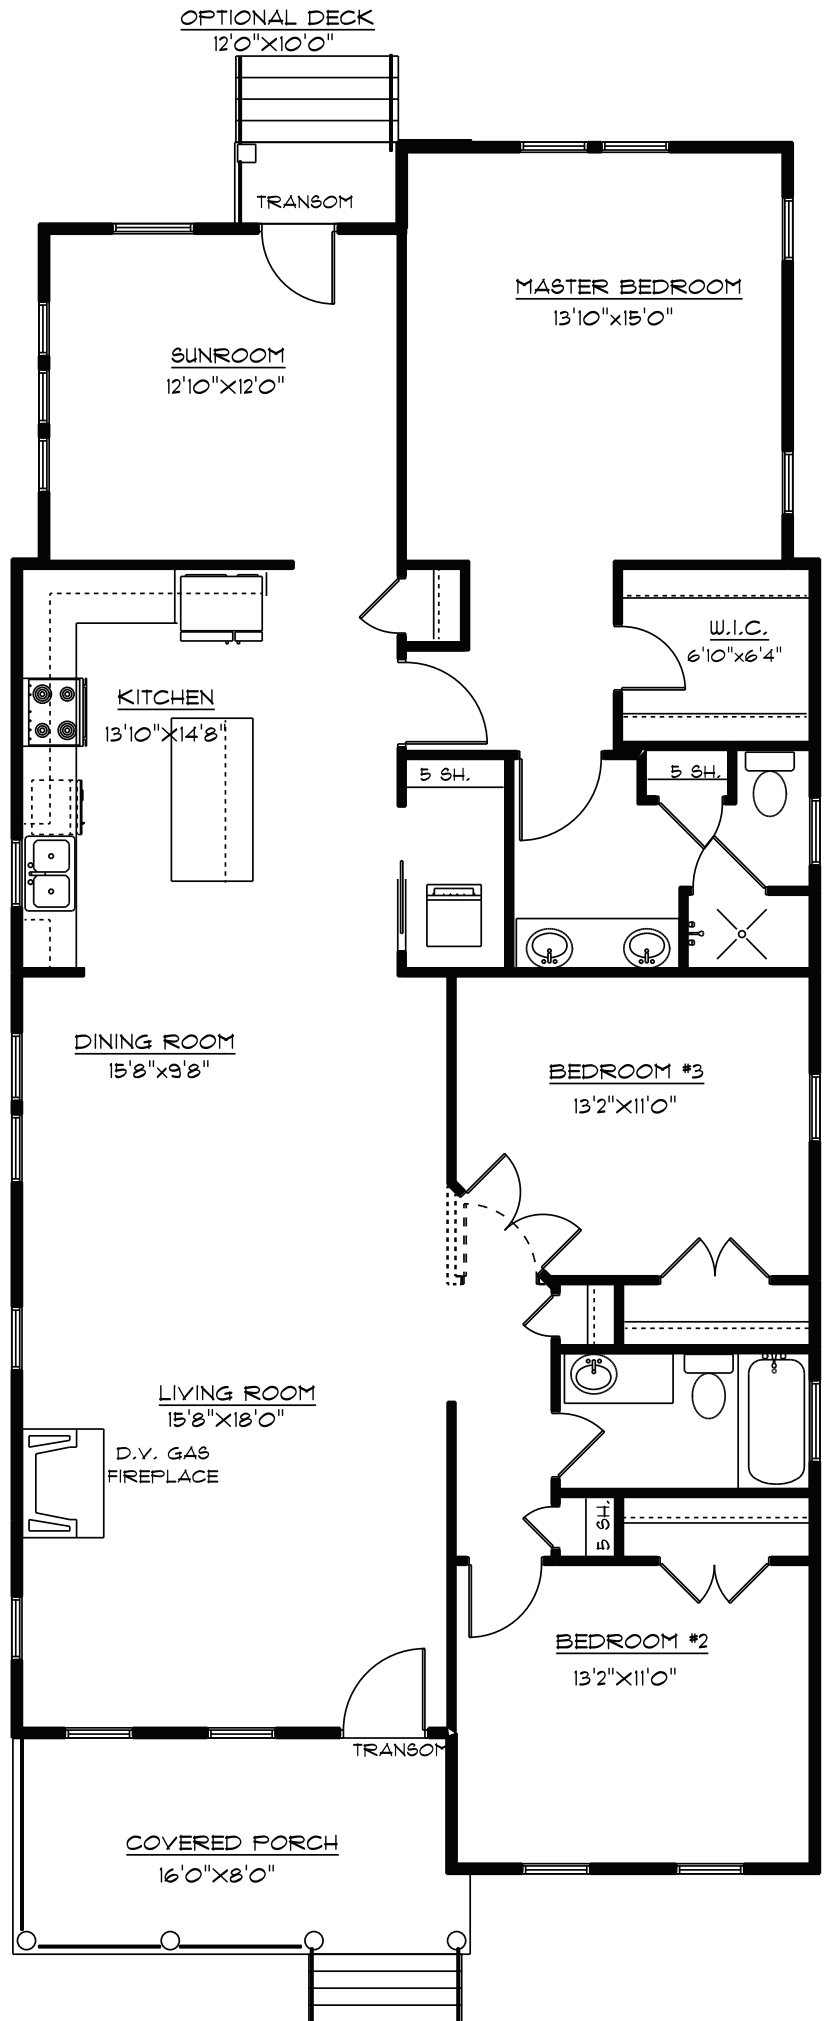 OPTIONAL DECK
12'0"X10'0"
TRANSOM
MASTER BEDROOM
13'10"x15'0"
SUNROOM
12'10"X12'0"
W.I.C.
6'10"x6'4"
KITCHEN
13'10"X14'8"
5 SH.
5 SH.
DINING ROOM
15'8"x9'8"
BEDROOM #3
13'2"X11'0"
LIVING ROOM
15'8"X18'0"
D.V. GAS
FIREPLACE
5 SH.
BEDROOM #2
13'2"X11'0"
TRANSOM
COVERED PORCH
16'0"X8'0"